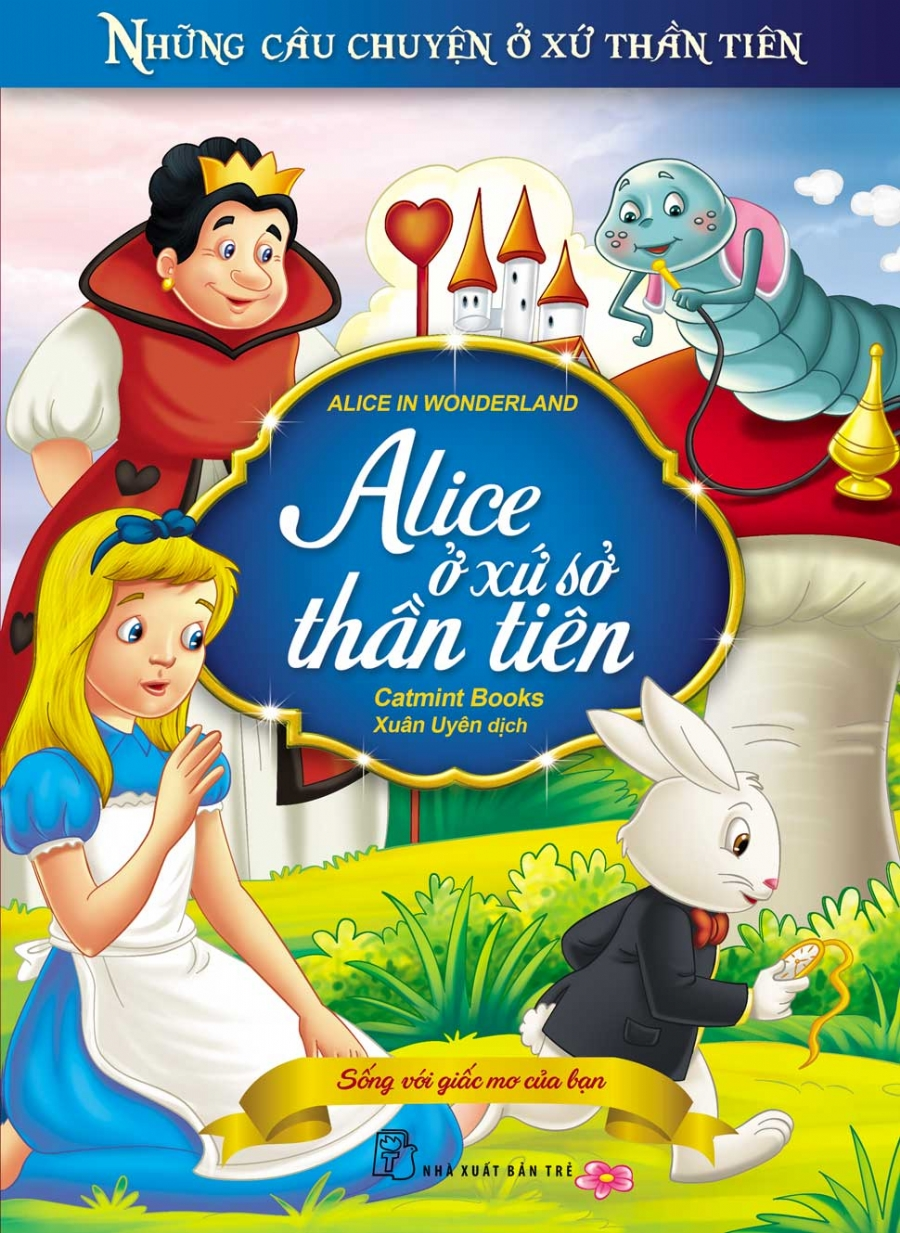 NHỮNG CÂU CHUYỆN Ở XỨ THẦN TIÊN
ALICE IN WONDERLAND
Alice
ở xứ sở
thần tiên
Catmint Books
Xuân Uyên dịch
Sống với giấc mơ của bạn
NHÀ XUẤT BẢN TRẺ